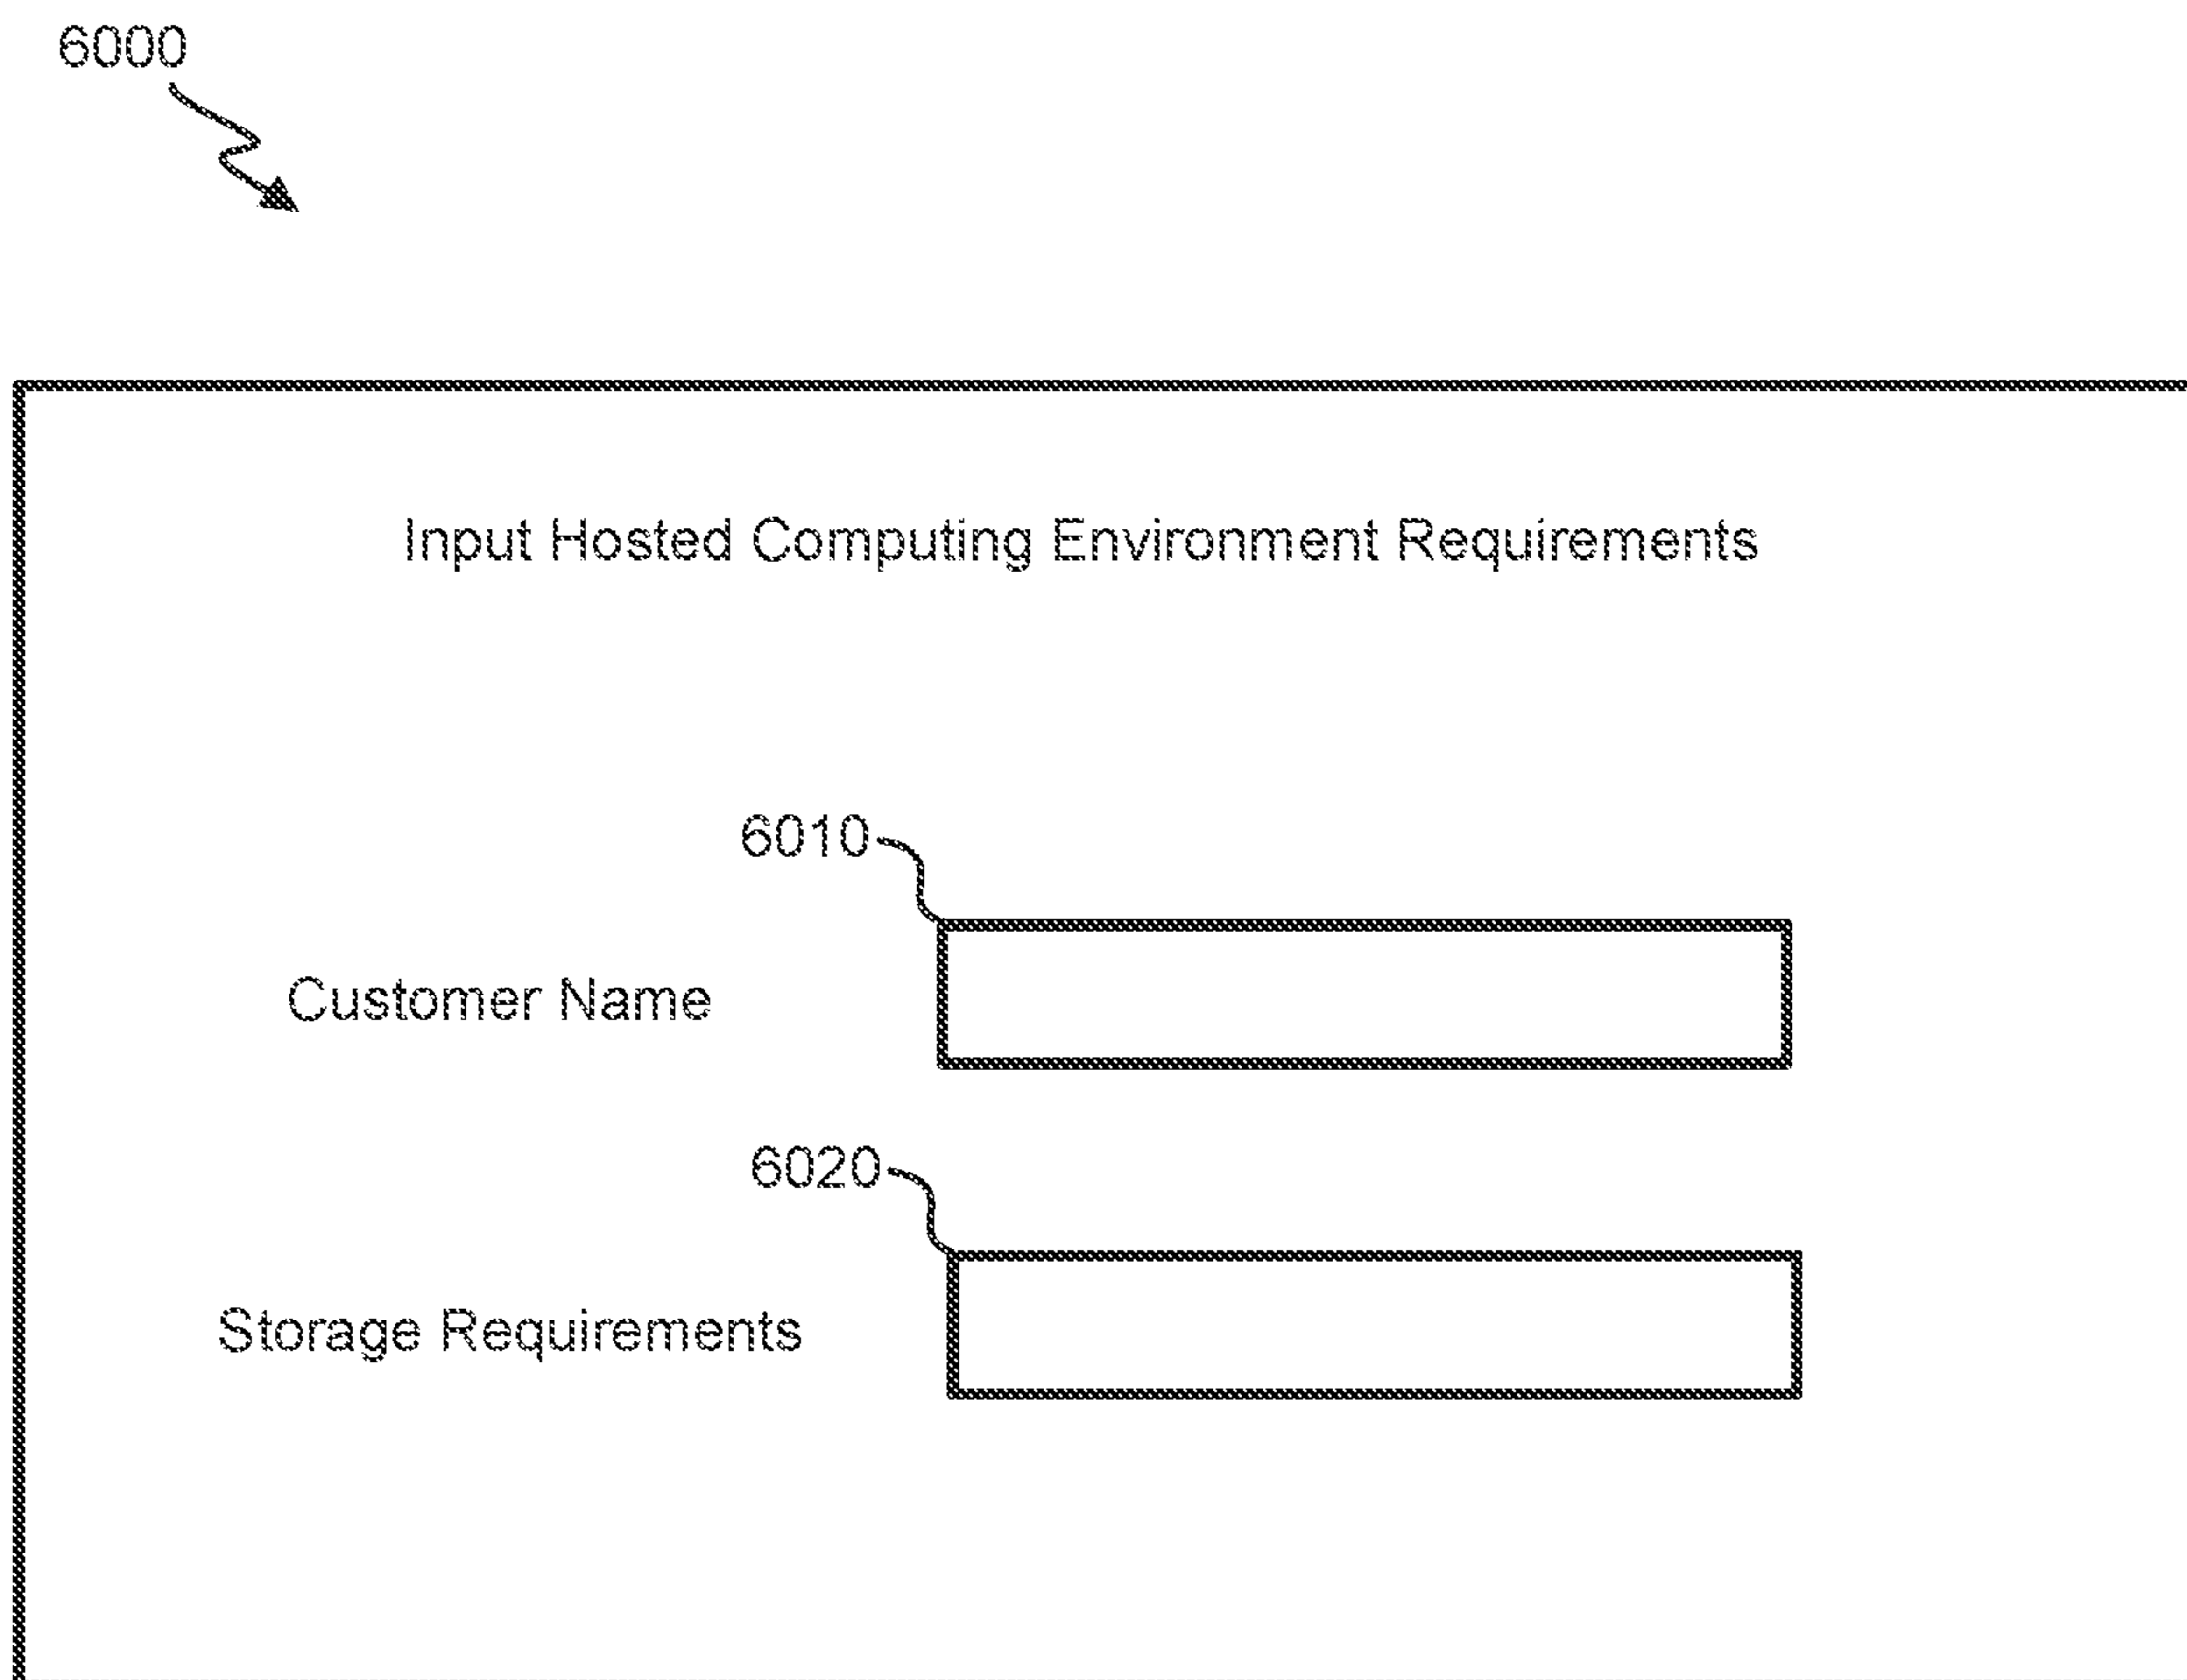 6000
Input Hosted Computing Environment Requirements
6010
Customer Name
6020
Storage Requirements